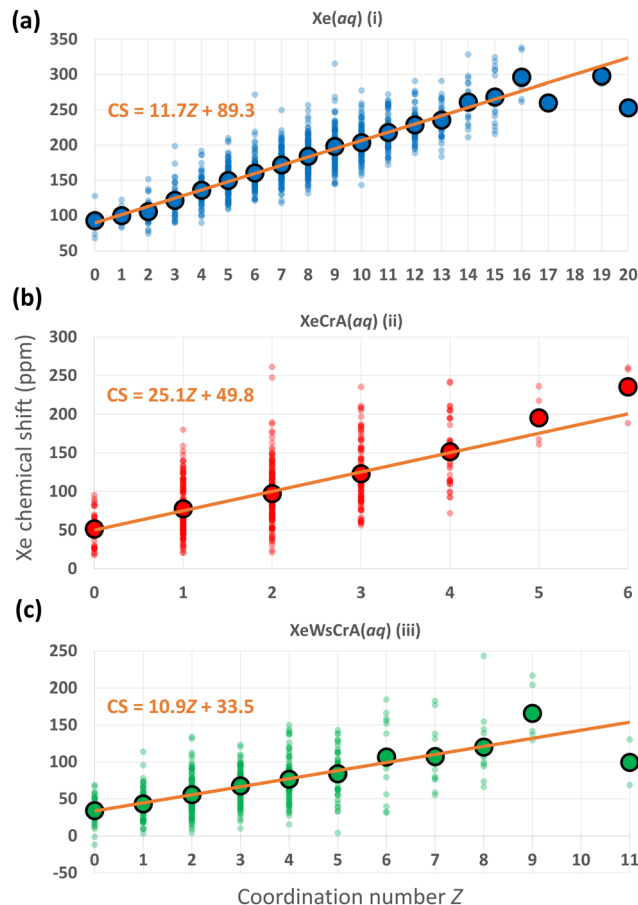 (a)
Xe(aq) (i)
350
300
250
200
150
100
50
CS = 11.7Z + 89.3
0 1 2 3 4 5 6 7 8 9 10 11 12 13 14 15 16 17 18 19 20
(b)
XeCrA(aq) (ii)
300
250
200
150
100
50
0
CS = 25.1Z + 49.8
0 1 2 3 4 5 6
Xe chemical shift (ppm)
(c)
XeWsCrA(aq) (iii)
250
200
150
100
50
0
-50
CS = 10.9Z + 33.5
0 1 2 3 4 5 6 7 8 9 11
Coordination number Z